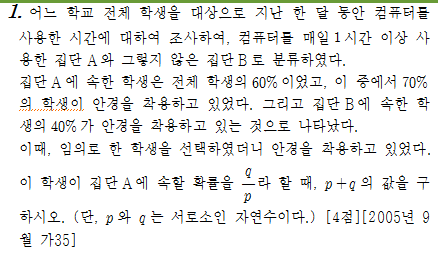 1. 어느 학교 전체 학생을 대상으로 지난 한 달 동안 컴퓨터를
사용한 시간에 대하여 조사하여, 컴퓨터를 매일 1시간 이상 사
용한 집단 A와 그렇지 않은 집단 B로 분류하였다.
집단 A에 속한 학생은 전체 학생의 60%이었고, 이 중에서 70%
의 학생이 안경을 착용하고 있었다. 그리고 집단 B에 속한 학
생의 40%가 안경을 착용하고 있는 것으로 나타났다.
이때, 임의로 한 학생을 선택하였더니 안경을 착용하고 있었다.
이 학생이 집단 A에 속할 확률을 q/p라 할 때, p+q의 값을 구
하시오. (단, p와 q는 서로소인 자연수이다.) [4점][2005년 9
월 가35]